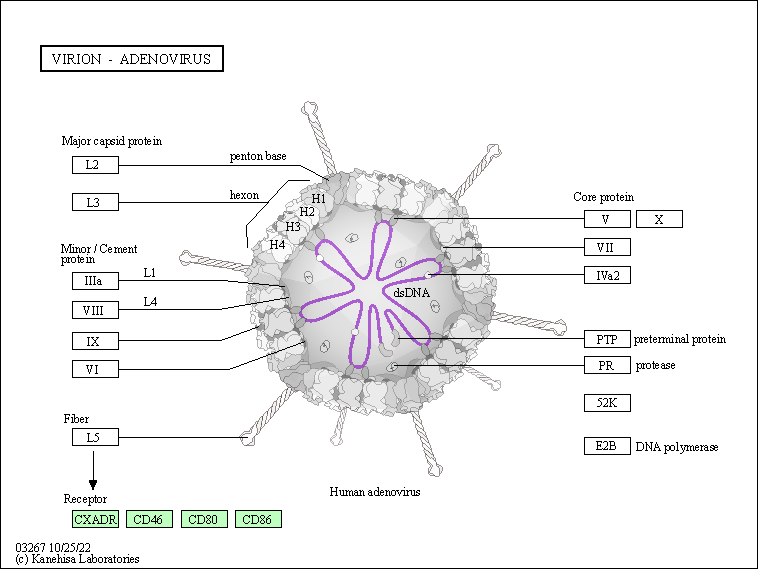 VIRION - ADENOVIRUS
Major capsid protein
L2
penton base
L3
hexon
H1
H2
H3
H4
Minor / Cement
protein
IIIa
L1
VIII
L4
IX
VI
Fiber
L5
Receptor
CXADR
CD46
CD80
CD86
dsDNA
Core protein
V
X
VII
IVa2
PTP
preterminal protein
PR
protease
52K
E2B
DNA polymerase
Human adenovirus
03267 10/25/22
(c) Kanehisa Laboratories